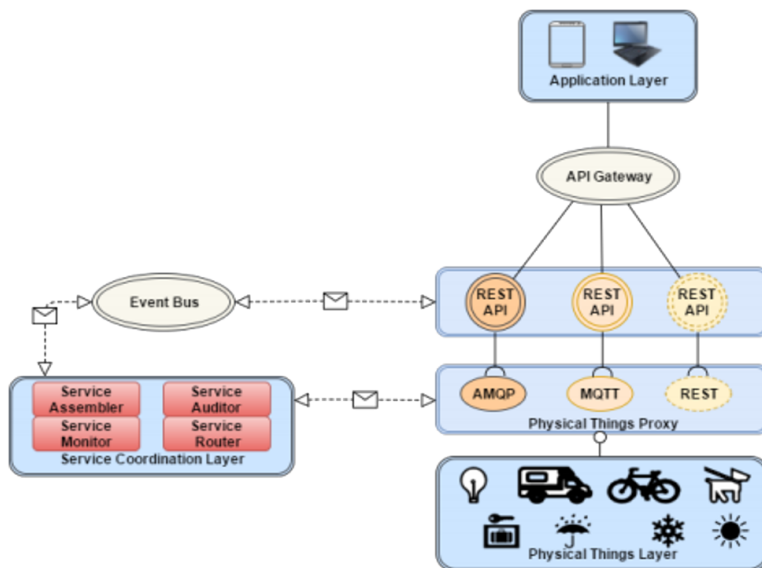 Application Layer
API Gateway
Event Bus
REST
API
REST
API
REST
API
Service
Assembler
Service
Auditor
Service
Monitor
Service
Router
Service Coordination Layer
AMQP
MQTT
REST
Physical Things Proxy
Physical Things Layer